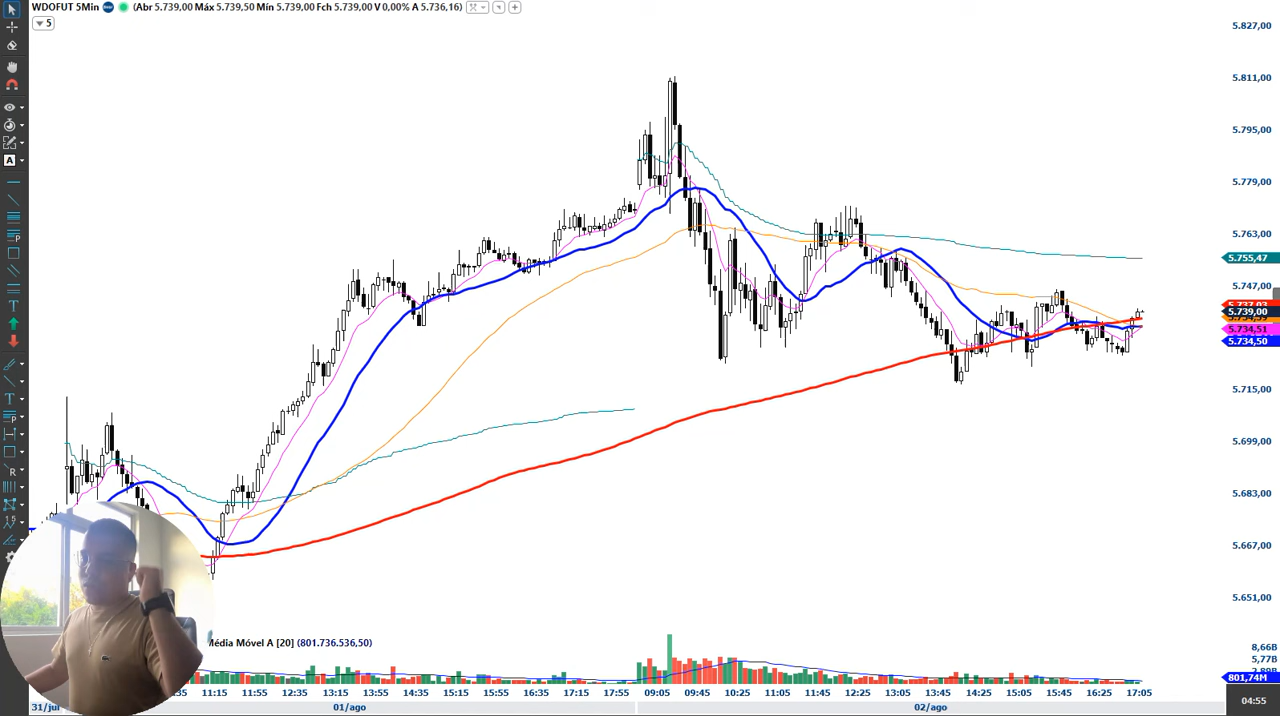 WDOFUT 5Min (Abr 5.739,00 Máx 5.739,50 Mín 5.739,00 Fch 5.739,00 V 0,00% A 5.736,16)
5
5.827,00
5.811,00
5.795,00
5.779,00
5.763,00
5.755,47
5.747,00
5.737,03
5.739,00
5.734,51
5.734,50
5.715,00
5.699,00
5.683,00
5.667,00
5.651,00
Média Móvel A [20] (801.736.536,50)
8,66B
5,77B
2,89B
801,74M
11:15 11:55 12:35 13:15 13:55 14:35 15:15 15:55 16:35 17:15 17:55 09:05 09:45 10:25 11:05 11:45 12:25 13:05 13:45 14:25 15:05 15:45 16:25 17:05
31/jul 01/ago 02/ago
04:55